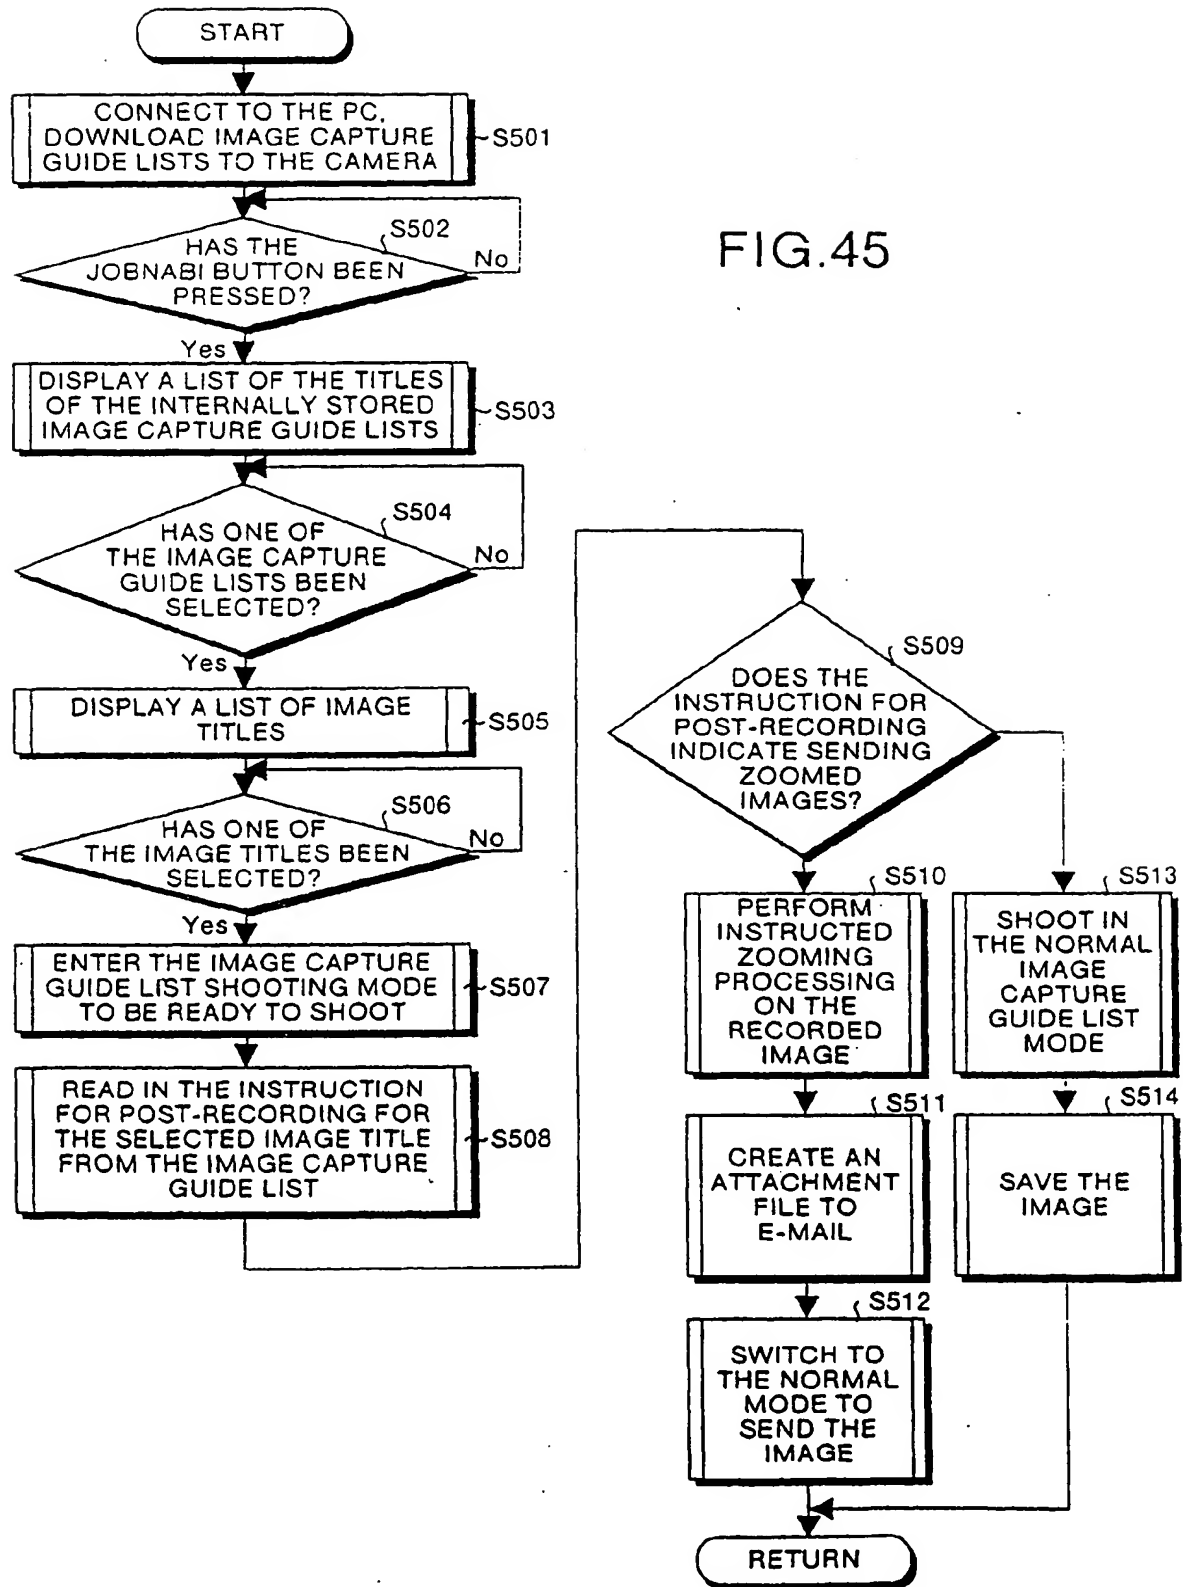 START
CONNECT TO THE PC,
DOWNLOAD IMAGE CAPTURE
GUIDE LISTS TO THE CAMERA
S501
S502
HAS THE
JOBNABI BUTTON BEEN
PRESSED?
No
Yes
DISPLAY A LIST OF THE TITLES
OF THE INTERNALLY STORED
IMAGE CAPTURE GUIDE LISTS
S503
S504
HAS ONE OF
THE IMAGE CAPTURE
GUIDE LISTS BEEN
SELECTED?
No
Yes
DISPLAY A LIST OF IMAGE
TITLES
S505
S506
HAS ONE OF
THE IMAGE TITLES BEEN
SELECTED?
No
Yes
ENTER THE IMAGE CAPTURE
GUIDE LIST SHOOTING MODE
TO BE READY TO SHOOT
S507
READ IN THE INSTRUCTION
FOR POST-RECORDING FOR
THE SELECTED IMAGE TITLE
FROM THE IMAGE CAPTURE
GUIDE LIST
S508
FIG.45
S509
DOES THE
INSTRUCTION FOR
POST-RECORDING
INDICATE SENDING
ZOOMED
IMAGES?
S510
PERFORM
INSTRUCTED
ZOOMING
PROCESSING
ON THE
RECORDED
IMAGE
S511
CREATE AN
ATTACHMENT
FILE TO
E-MAIL
S512
SWITCH TO
THE NORMAL
MODE TO
SEND THE
IMAGE
S513
SHOOT IN
THE NORMAL
IMAGE
CAPTURE
GUIDE LIST
MODE
S514
SAVE THE
IMAGE
RETURN